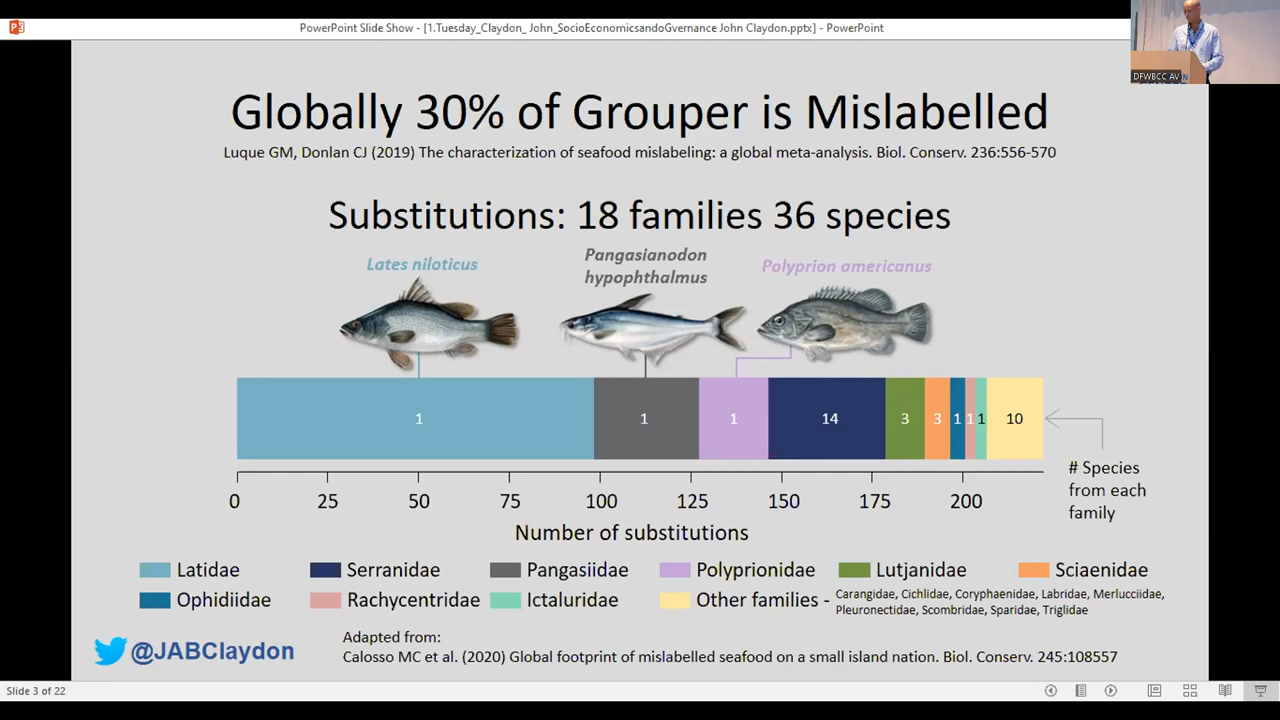 PowerPoint Slide Show - [1.Tuesday_Claydon_ John_SocioEconomicsandoGvernance John Claydon.pptx] - PowerPoint
DFWBCC AV
Globally 30% of Grouper is Mislabelled
Luque GM, Donlan CJ (2019) The characterization of seafood mislabeling: a global meta-analysis. Biol. Conserv. 236:556-570
Substitutions: 18 families 36 species
Lates niloticus
Pangasianodon
hypophthalmus
Polyprion americanus
1 1 1 14 3 3 1 1 1 10
# Species
from each
family
0 25 50 75 100 125 150 175 200
Number of substitutions
Latidae Serranidae Pangasiidae Polyprionidae Lutjanidae Sciaenidae
Ophidiidae Rachycentridae Ictaluridae Other families - Carangidae, Cichlidae, Coryphaenidae, Labridae, Merlucciidae,
Pleuronectidae, Scombridae, Sparidae, Triglidae
@JABClaydon
Adapted from:
Calosso MC et al. (2020) Global footprint of mislabelled seafood on a small island nation. Biol. Conserv. 245:108557
Slide 3 of 22